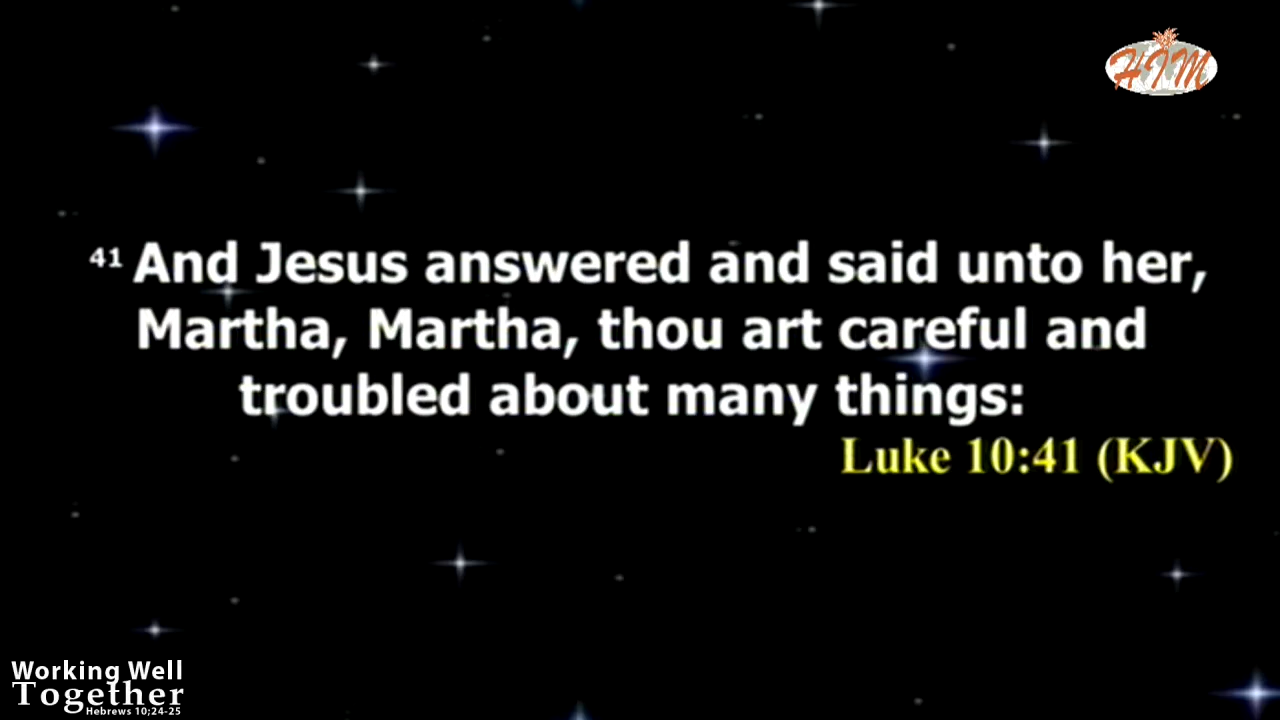 HIM
41 And Jesus answered and said unto her,
Martha, Martha, thou art careful and
troubled about many things:
Luke 10:41 (KJV)
Working Well
Together
Hebrews 10;24-25